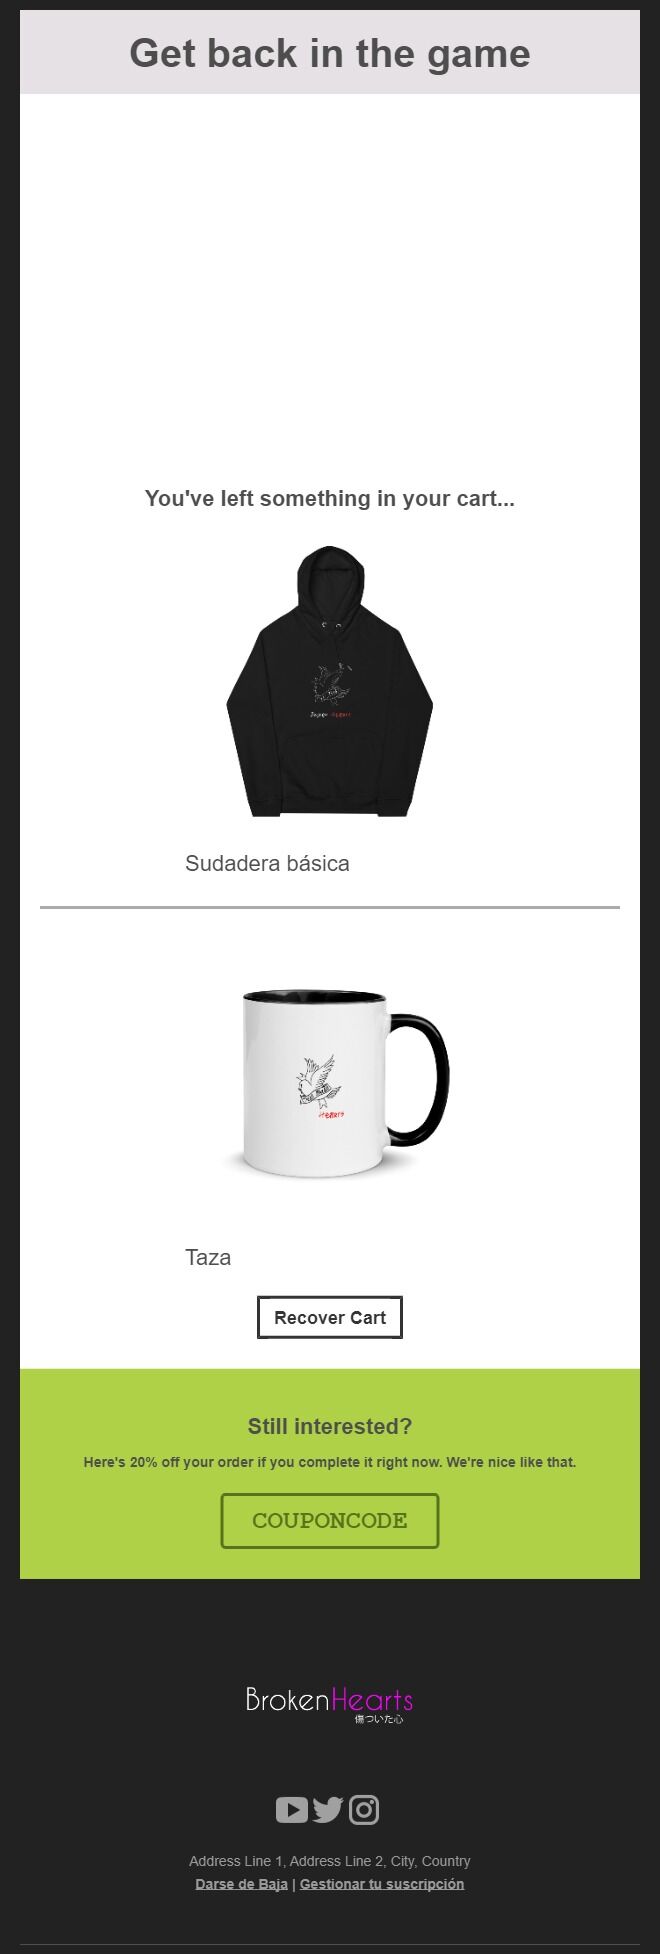 Get back in the game
You've left something in your cart...
Hearts
Sudadera básica
Hearts
Taza
Recover Cart
Still interested?
Here's 20% off your order if you complete it right now. We're nice like that.
COUPONCODE
BrokenHearts
傷ついた心
Address Line 1, Address Line 2, City, Country
Darse de Baja | Gestionar tu suscripción